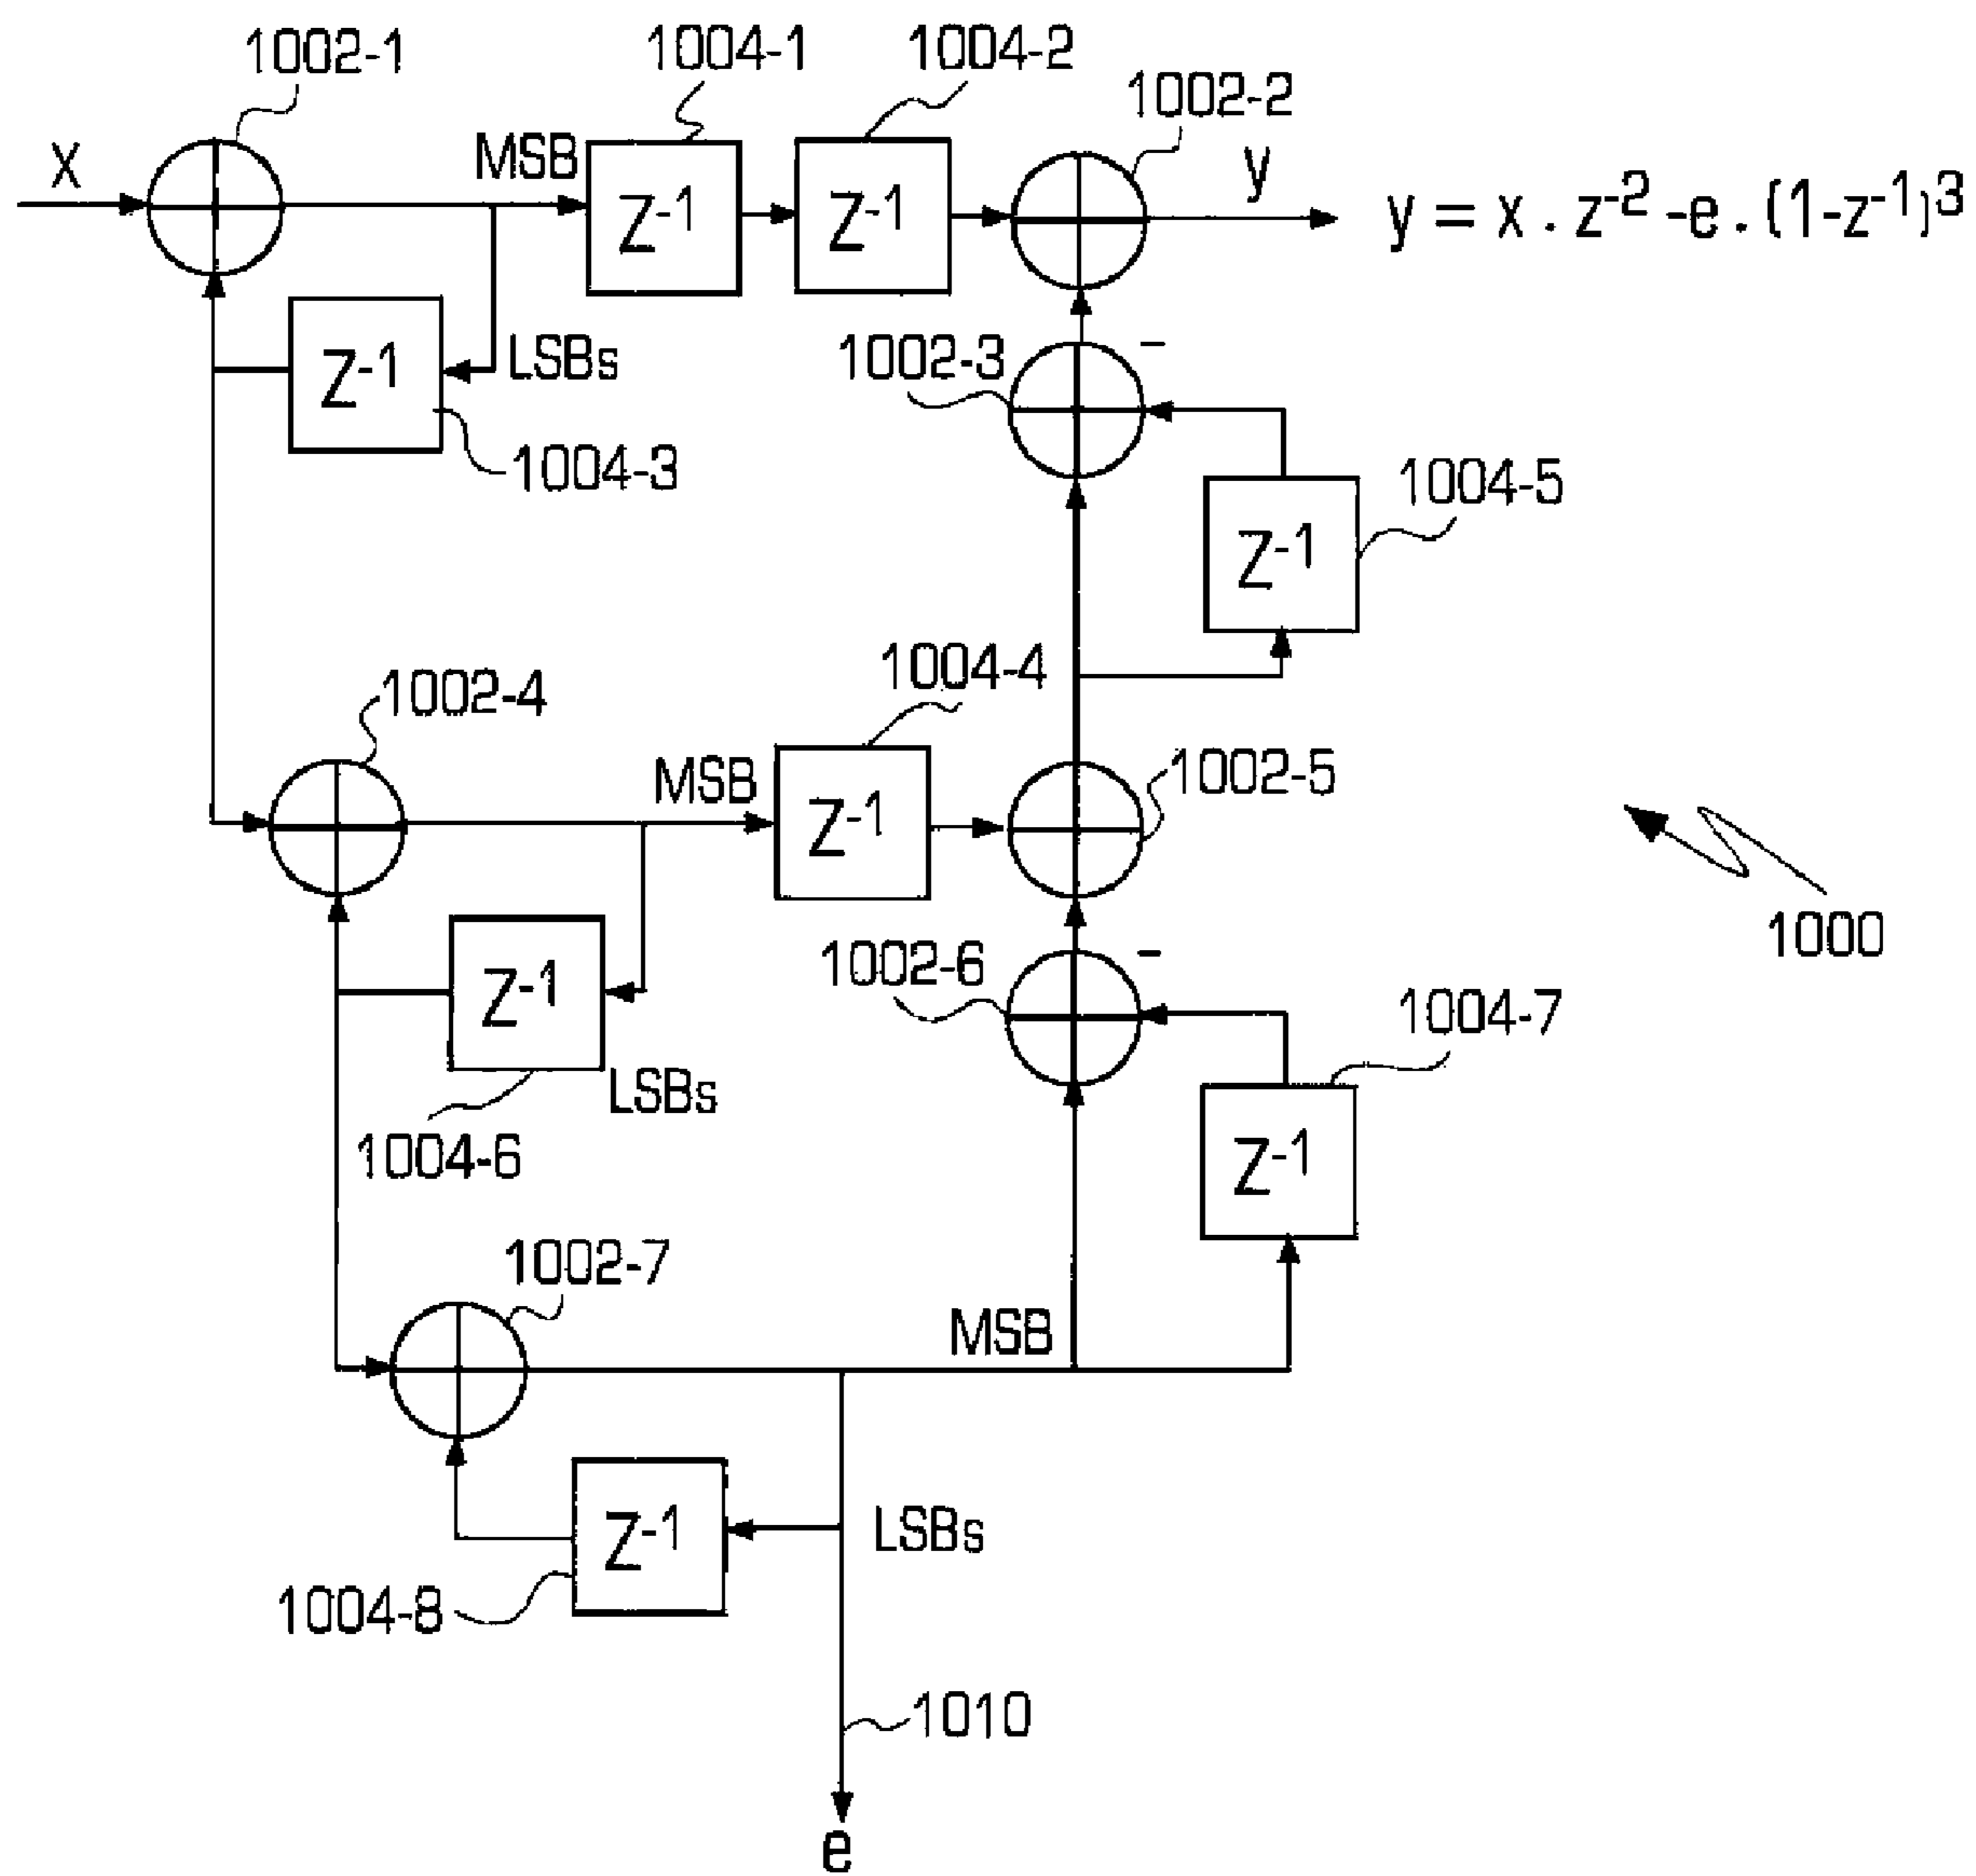 1002-1
1004-1
1004-2
1002-2
x
MSB
Z-1
Z-1
y
y = x . z-2 -e . (1-z-1)3
Z-1
LSBs
1002-3
-
1004-3
1004-5
Z-1
1002-4
1004-4
MSB
Z-1
1002-5
1000
Z-1
LSBs
1002-6
-
1004-7
1004-6
Z-1
1002-7
MSB
Z-1
LSBs
1004-8
1010
e